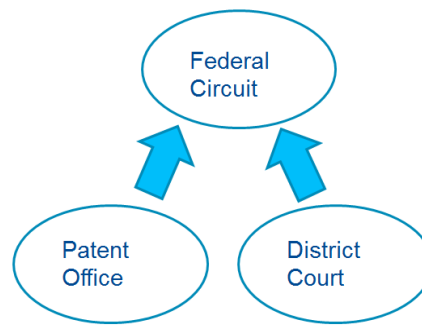 Federal
Circuit
Patent
Office
District
Court